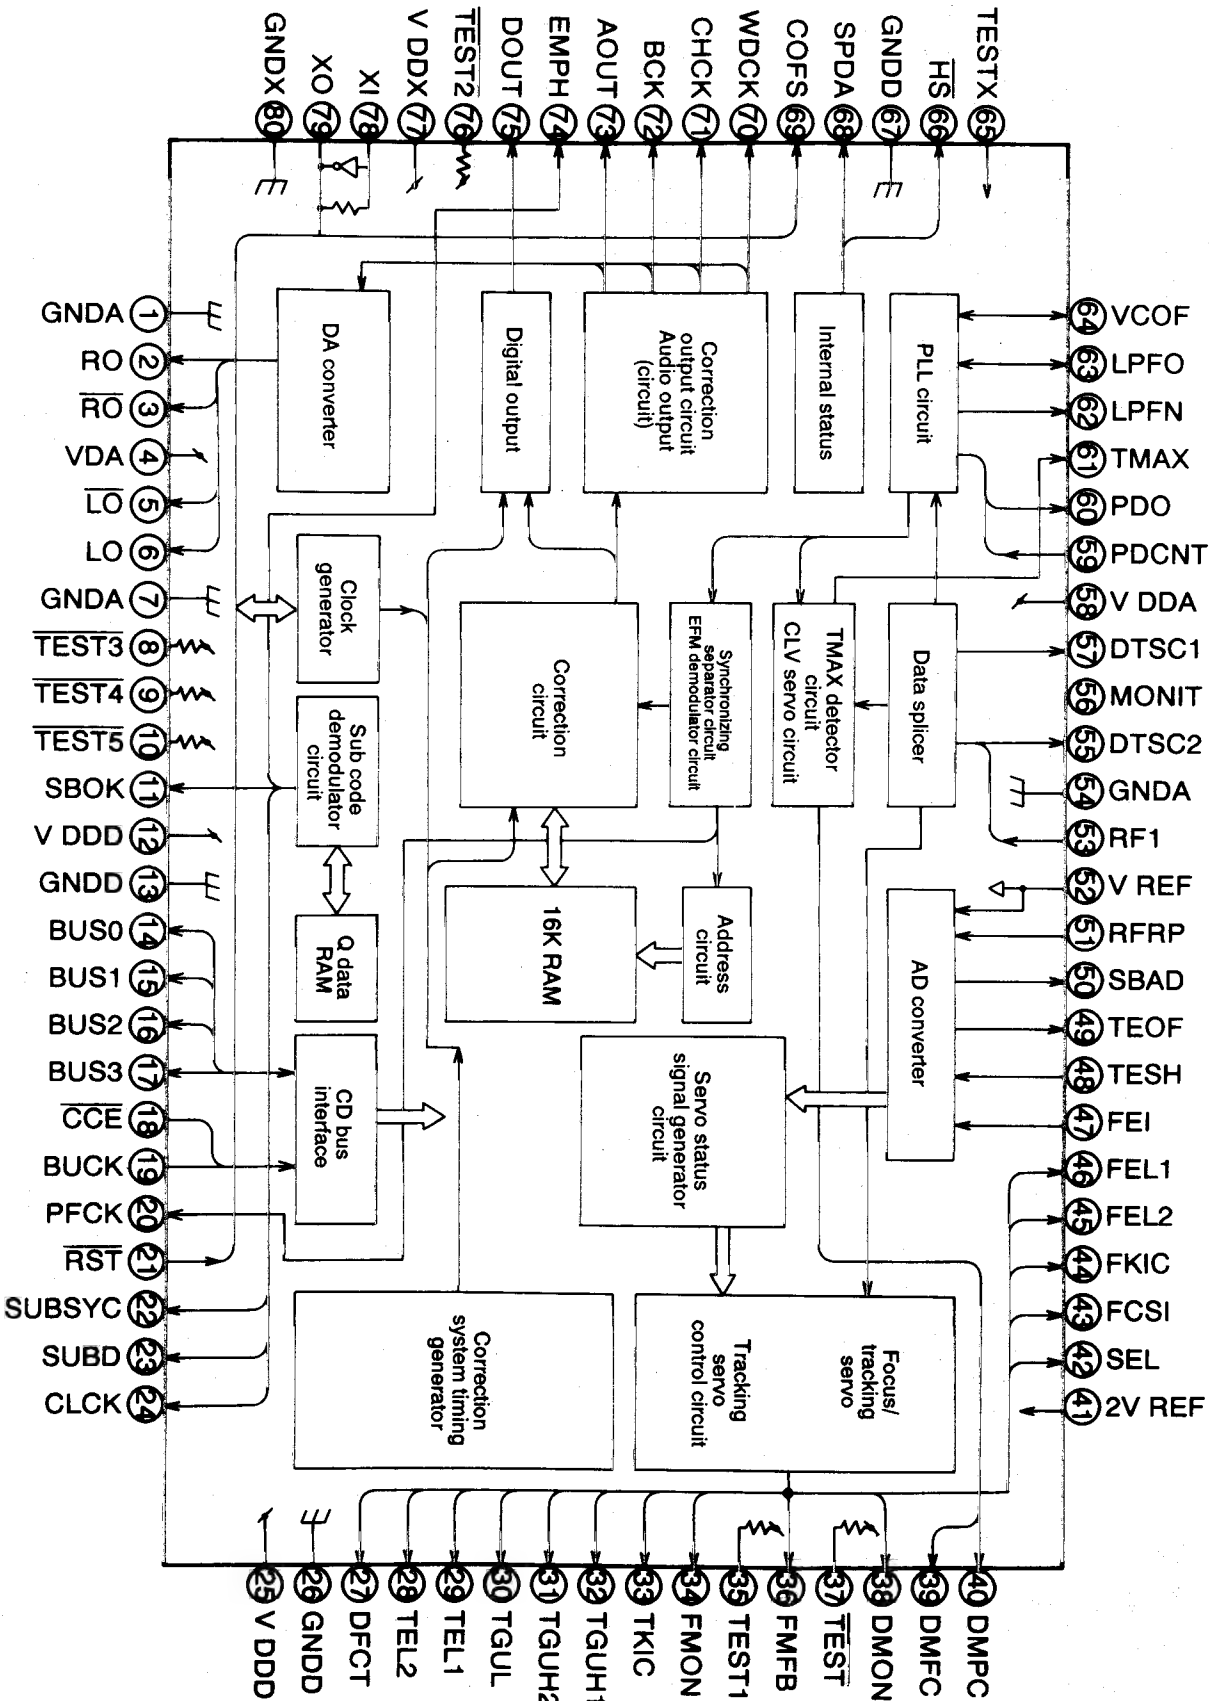 GNDX 80
XO 79
XI 78
V DDX 77
TEST2 76
DOUT 75
EMPH 74
AOUT 73
BCK 72
CHCK 71
WDCK 70
COFS 69
SPDA 68
GNDD 67
HS 66
TESTX 65
GNDA 1
RO 2
RO 3
VDA 4
LO 5
LO 6
GNDA 7
TEST3 8
TEST4 9
TEST5 10
SBOK 11
V DDD 12
GNDD 13
BUS0 14
BUS1 15
BUS2 16
BUS3 17
CCE 18
BUCK 19
PFCK 20
RST 21
SUBSYC 22
SUBD 23
CLCK 24
DA converter
Digital output
Correction
output circuit
Audio output
(circuit)
Internal status
PLL circuit
Clock
generator
Correction
circuit
Synchronizing
separator circuit
EFM demodulator circuit
TMAX detector
circuit
CLV servo circuit
Data splicer
Sub code
demodulator
circuit
Q data
RAM
16K RAM
Address
circuit
AD converter
CD bus
interface
Servo status
signal generator
circuit
Correction
system timing
generator
Focus/
tracking
servo
Tracking
servo
control circuit
64 VCOF
63 LPFO
62 LPFN
61 TMAX
60 PDO
59 PDCNT
58 V DDA
57 DTSC1
56 MONIT
55 DTSC2
54 GNDA
53 RF1
52 V REF
51 RFRP
50 SBAD
49 TEOF
48 TESH
47 FEI
46 FEL1
45 FEL2
44 FKIC
43 FCSI
42 SEL
41 2V REF
25 V DDD
26 GNDD
27 DFCT
28 TEL2
29 TEL1
30 TGUL
31 TGUH2
32 TGUH1
33 TKIC
34 FMON
35 TEST1
36 FMFB
37 TEST
38 DMON
39 DMFC
40 DMPC